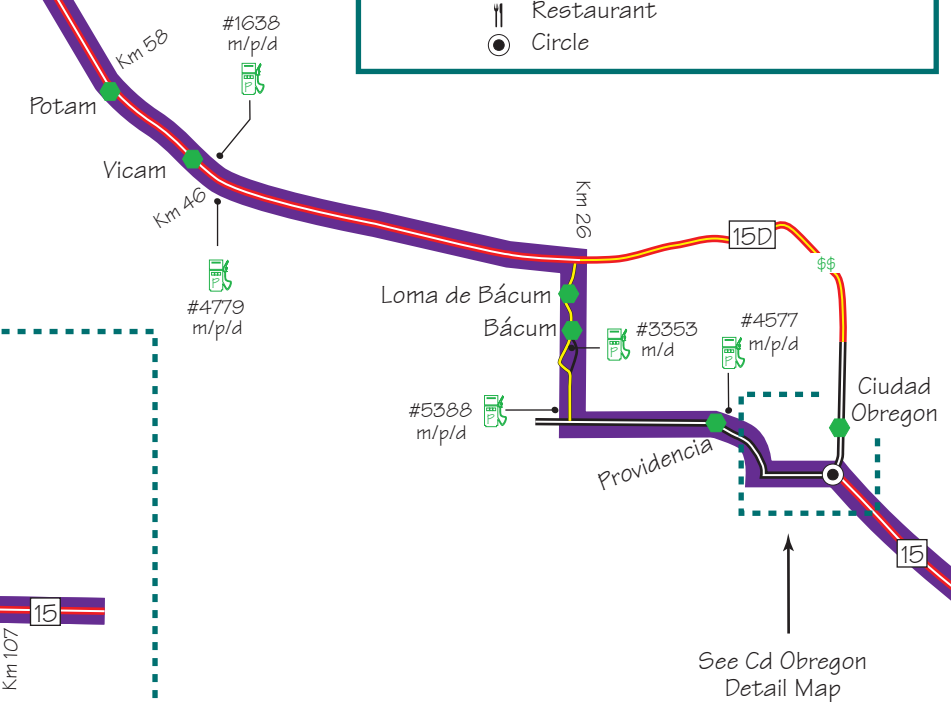 Restaurant
Circle
#1638
m/p/d
Km 58
Potam
Vicam
Km 46
#4779
m/p/d
Km 26
15D
$$
Loma de Bácum
Bácum
#3353
m/d
#4577
m/p/d
#5388
m/p/d
Ciudad
Obregon
Providencia
15
15
Km 107
See Cd Obregon
Detail Map
P
P
P
P
P